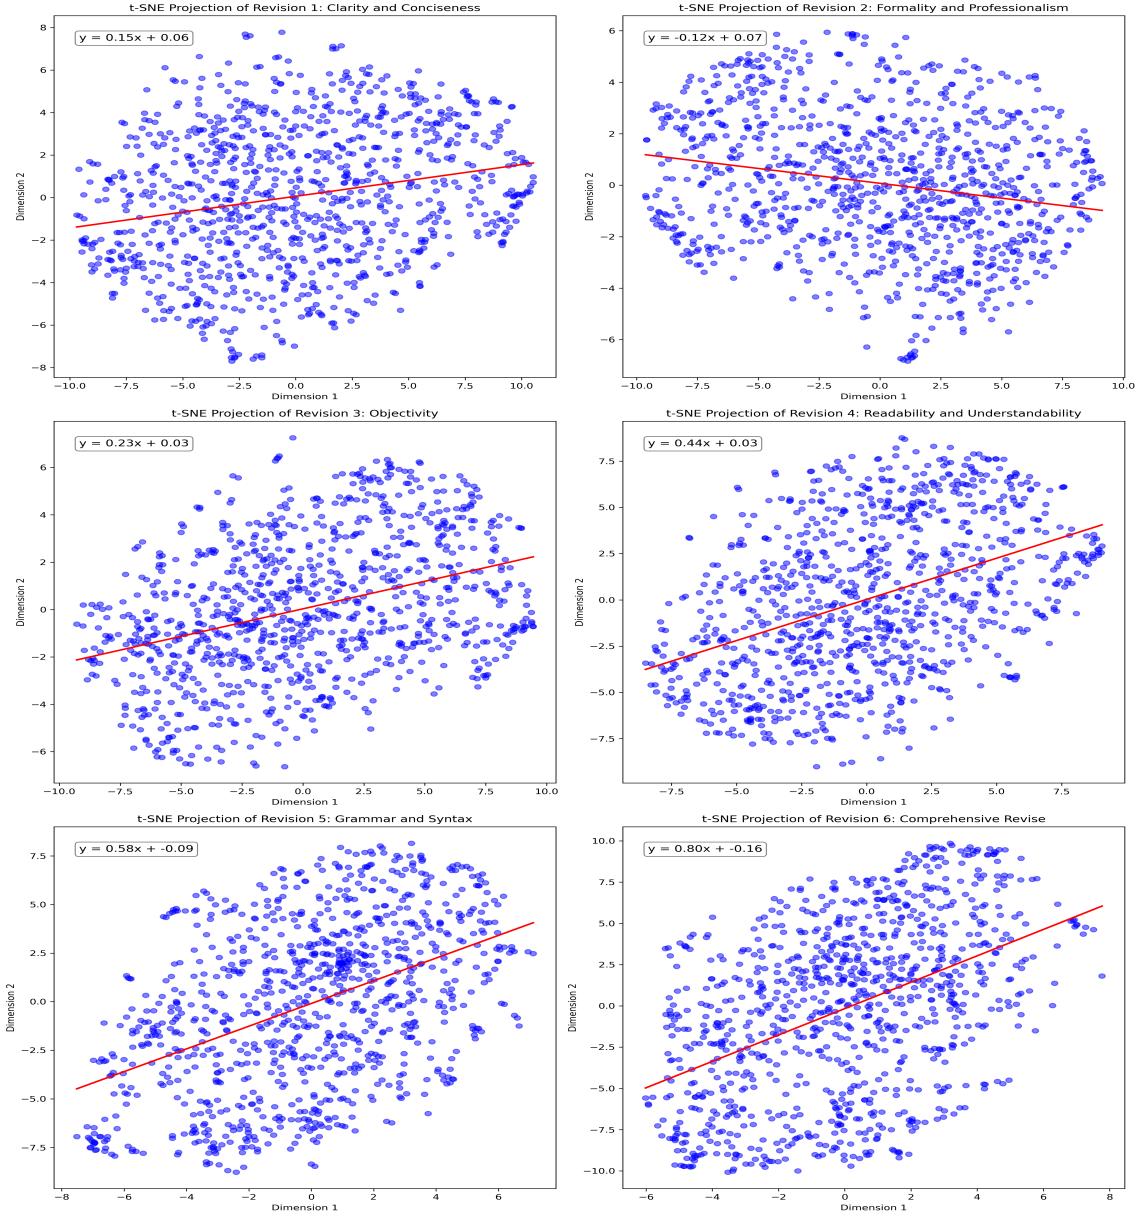 t-SNE Projection of Revision 1: Clarity and Conciseness
y = 0.15x + 0.06
8
6
4
2
0
−2
−4
−6
−8
Dimension 2
−10.0 −7.5 −5.0 −2.5 0.0 2.5 5.0 7.5 10.0
Dimension 1
t-SNE Projection of Revision 2: Formality and Professionalism
y = -0.12x + 0.07
6
4
2
0
−2
−4
−6
Dimension 2
−10.0 −7.5 −5.0 −2.5 0.0 2.5 5.0 7.5 10.0
Dimension 1
t-SNE Projection of Revision 3: Objectivity
y = 0.23x + 0.03
6
4
2
0
−2
−4
−6
Dimension 2
−10.0 −7.5 −5.0 −2.5 0.0 2.5 5.0 7.5 10.0
Dimension 1
t-SNE Projection of Revision 4: Readability and Understandability
y = 0.44x + 0.03
7.5
5.0
2.5
0.0
−2.5
−5.0
−7.5
Dimension 2
−7.5 −5.0 −2.5 0.0 2.5 5.0 7.5
Dimension 1
t-SNE Projection of Revision 5: Grammar and Syntax
y = 0.58x + -0.09
7.5
5.0
2.5
0.0
−2.5
−5.0
−7.5
Dimension 2
−8 −6 −4 −2 0 2 4 6
Dimension 1
t-SNE Projection of Revision 6: Comprehensive Revise
y = 0.80x + -0.16
10.0
7.5
5.0
2.5
0.0
−2.5
−5.0
−7.5
−10.0
Dimension 2
−6 −4 −2 0 2 4 6 8
Dimension 1